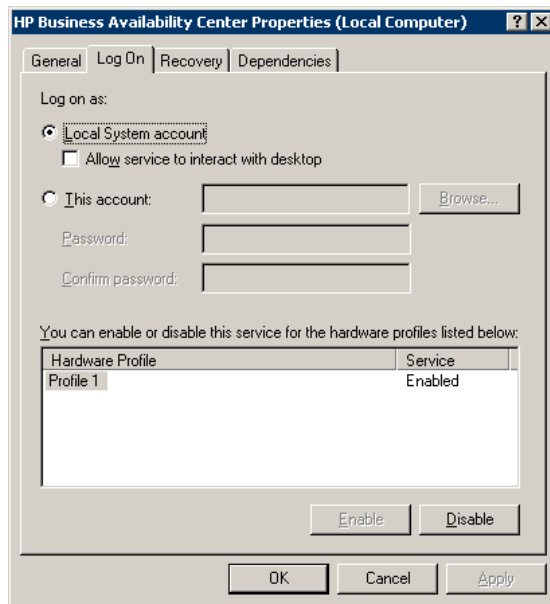 HP Business Availability Center Properties (Local Computer) ? X
General Log On Recovery Dependencies
Log on as:
Local System account
Allow service to interact with desktop
This account: Browse...
Password:
Confirm password:
You can enable or disable this service for the hardware profiles listed below:
Hardware Profile Service
Profile 1 Enabled
Enable Disable
OK Cancel Apply